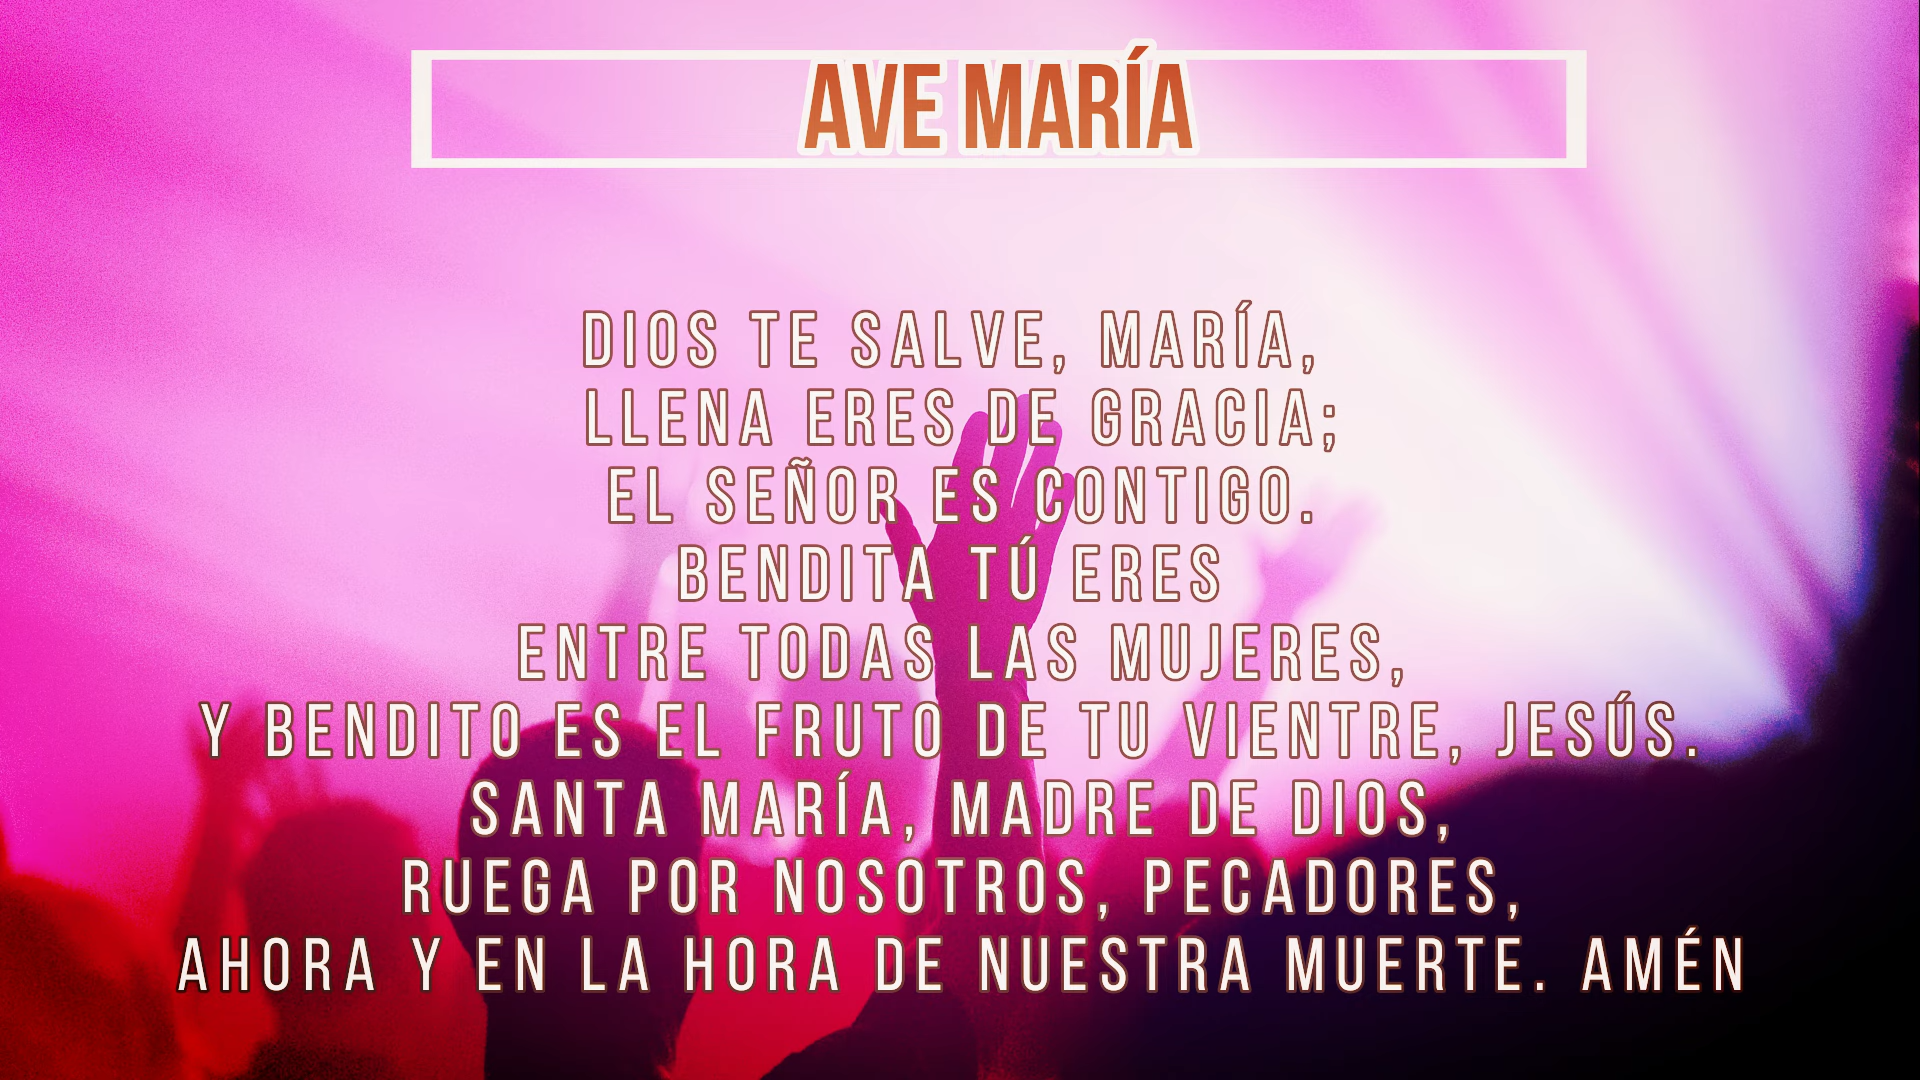 AVE MARÍA
DIOS TE SALVE, MARÍA,
LLENA ERES DE GRACIA;
EL SEÑOR ES CONTIGO.
BENDITA TÚ ERES
ENTRE TODAS LAS MUJERES,
Y BENDITO ES EL FRUTO DE TU VIENTRE, JESÚS.
SANTA MARÍA, MADRE DE DIOS,
RUEGA POR NOSOTROS, PECADORES,
AHORA Y EN LA HORA DE NUESTRA MUERTE. AMÉN